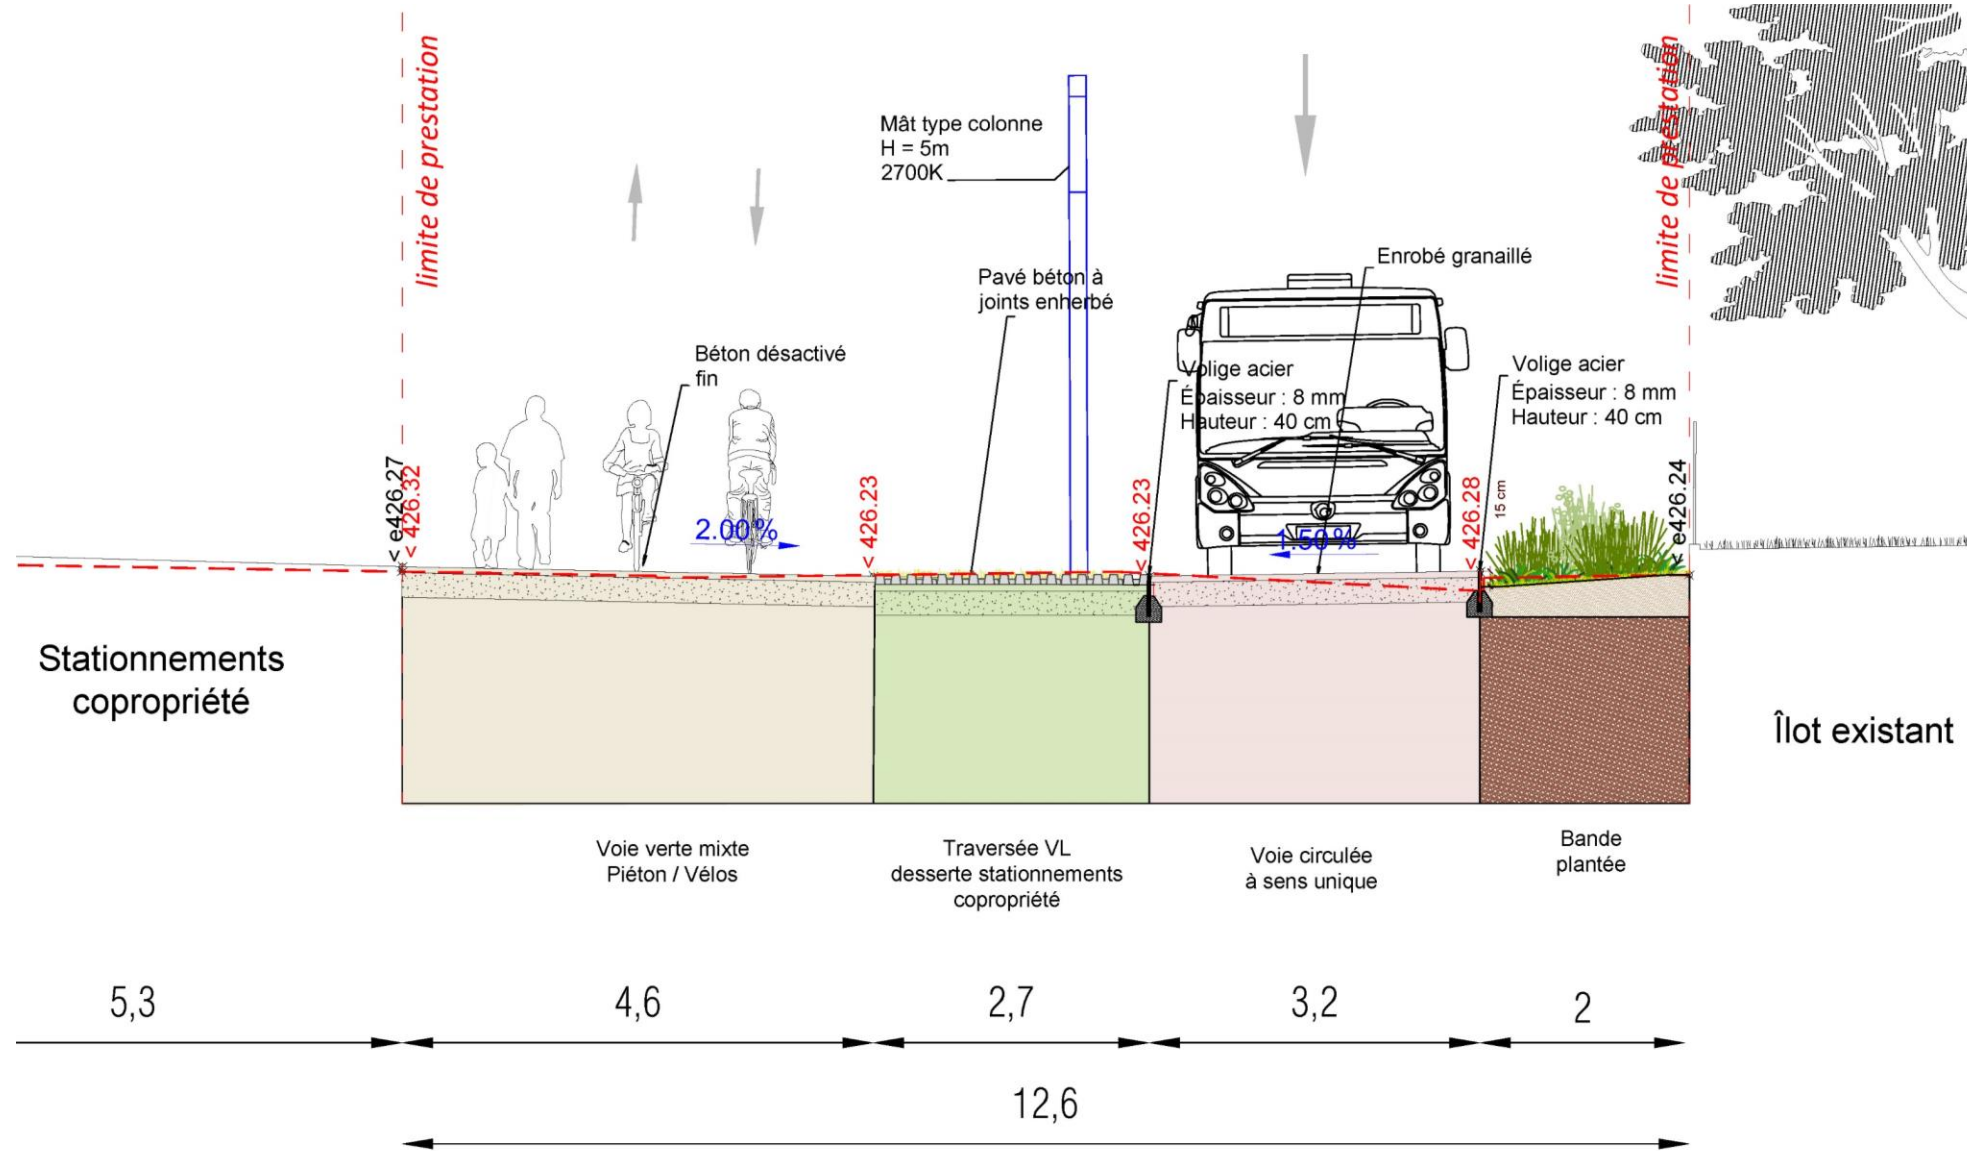 limite de prestation
limite de prestation
Mât type colonne
H = 5m
2700K
Enrobé granaillé
Pavé béton à
joints enherbé
Béton désactivé
fin
Volige acier
Épaisseur : 8 mm
Hauteur : 40 cm
Volige acier
Épaisseur : 8 mm
Hauteur : 40 cm
< e426.27
< 426.32
2.00%
< 426.23
< 426.23
1.50%
< 426.28
15 cm
< e426.24
Stationnements
copropriété
Îlot existant
Voie verte mixte
Piéton / Vélos
Traversée VL
desserte stationnements
copropriété
Voie circulée
à sens unique
Bande
plantée
5,3
4,6
2,7
3,2
2
12,6